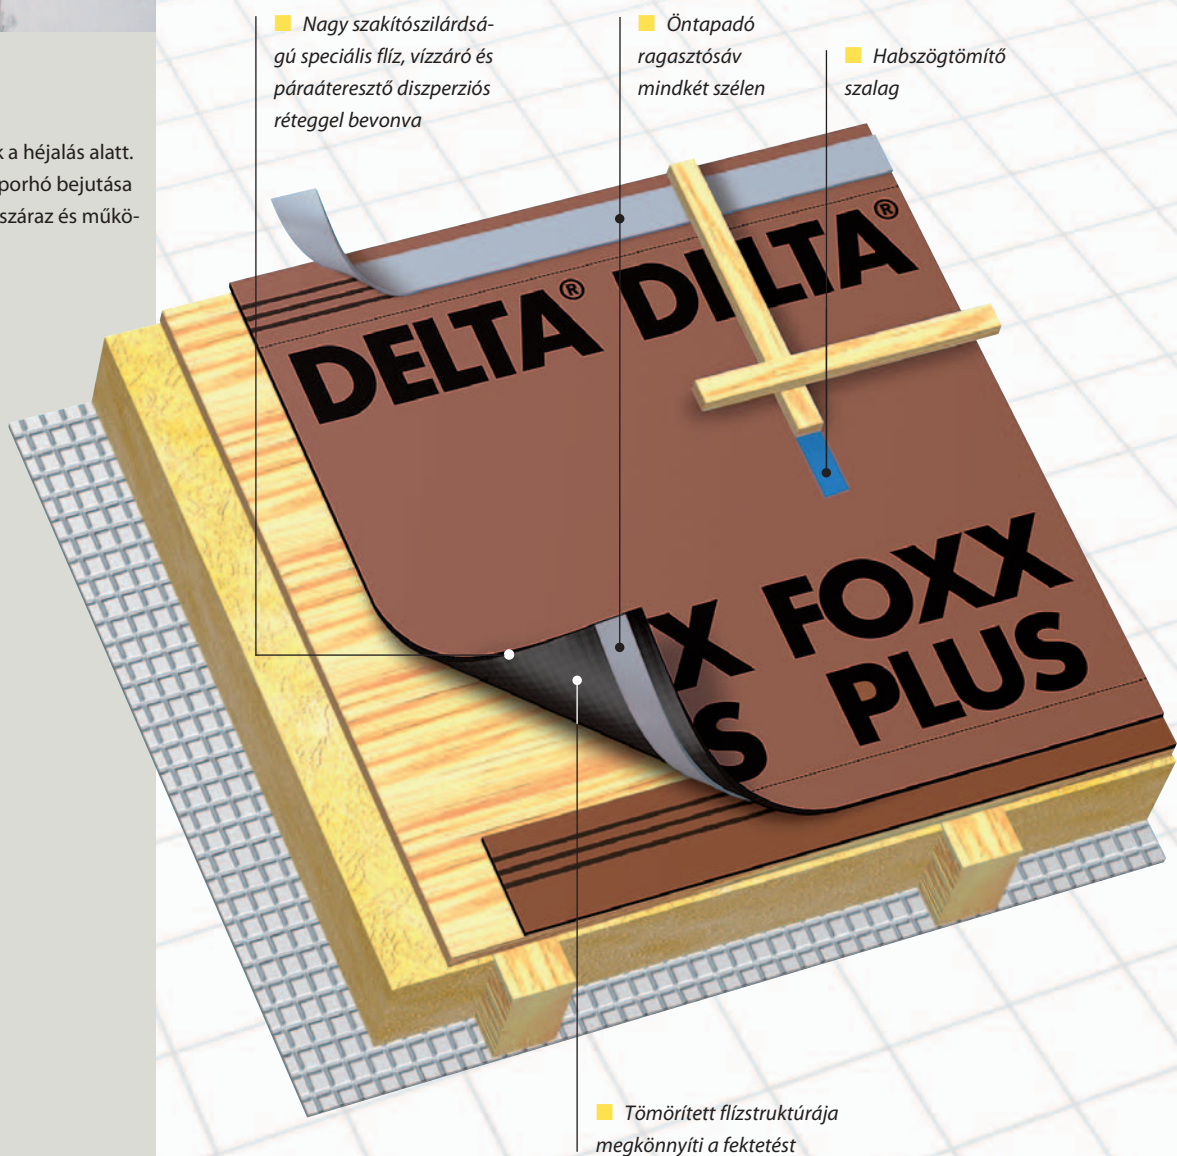 Nagy szakítószilárdsá-
gú speciális flíz, vízzáró és
páraáteresztő diszperziós
réteggel bevonva
Öntapadó
ragasztósáv
mindkét szélen
Habszögtömítő
szalag
k a héjalás alatt.
porhó bejutása
száraz és műkö-
DELTA® DELTA®
X FOXX
S PLUS
Tömörített flízstruktúrája
megkönnyíti a fektetést